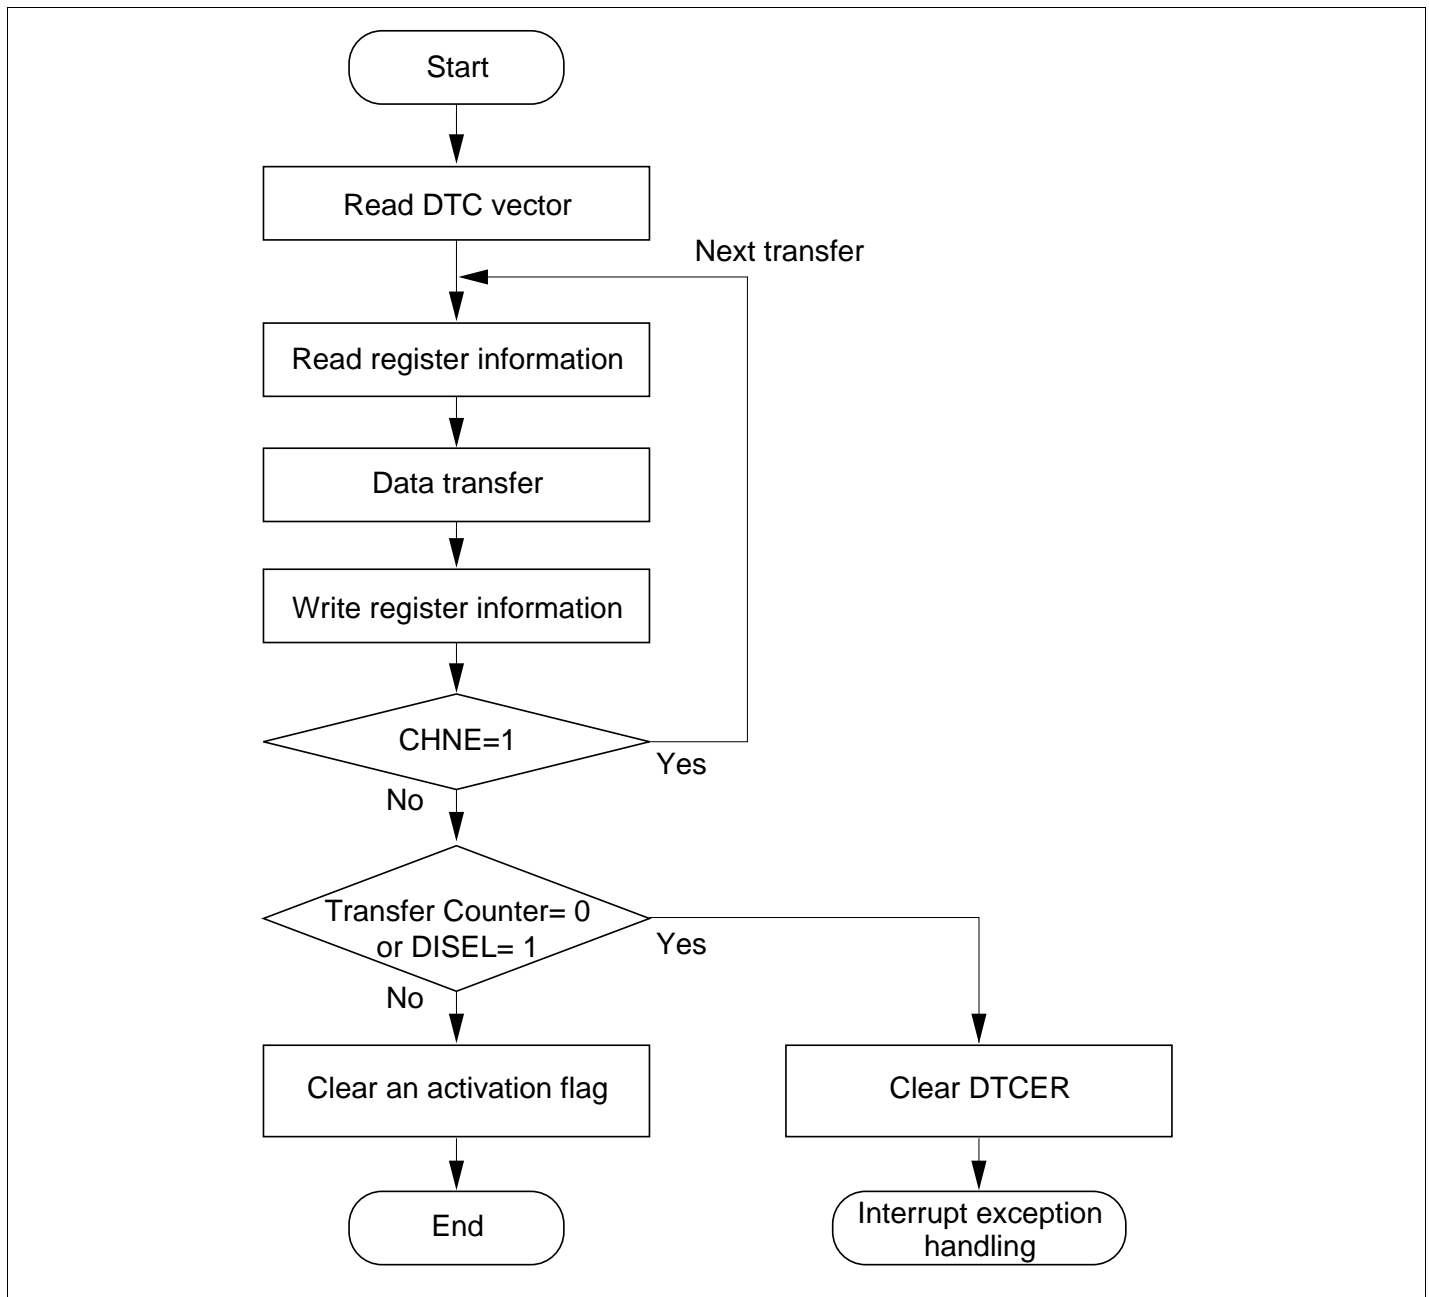 Start
Read DTC vector
Next transfer
Read register information
Data transfer
Write register information
CHNE=1
Yes
No
Transfer Counter= 0
or DISEL= 1
Yes
No
Clear an activation flag
Clear DTCER
End
Interrupt exception
handling